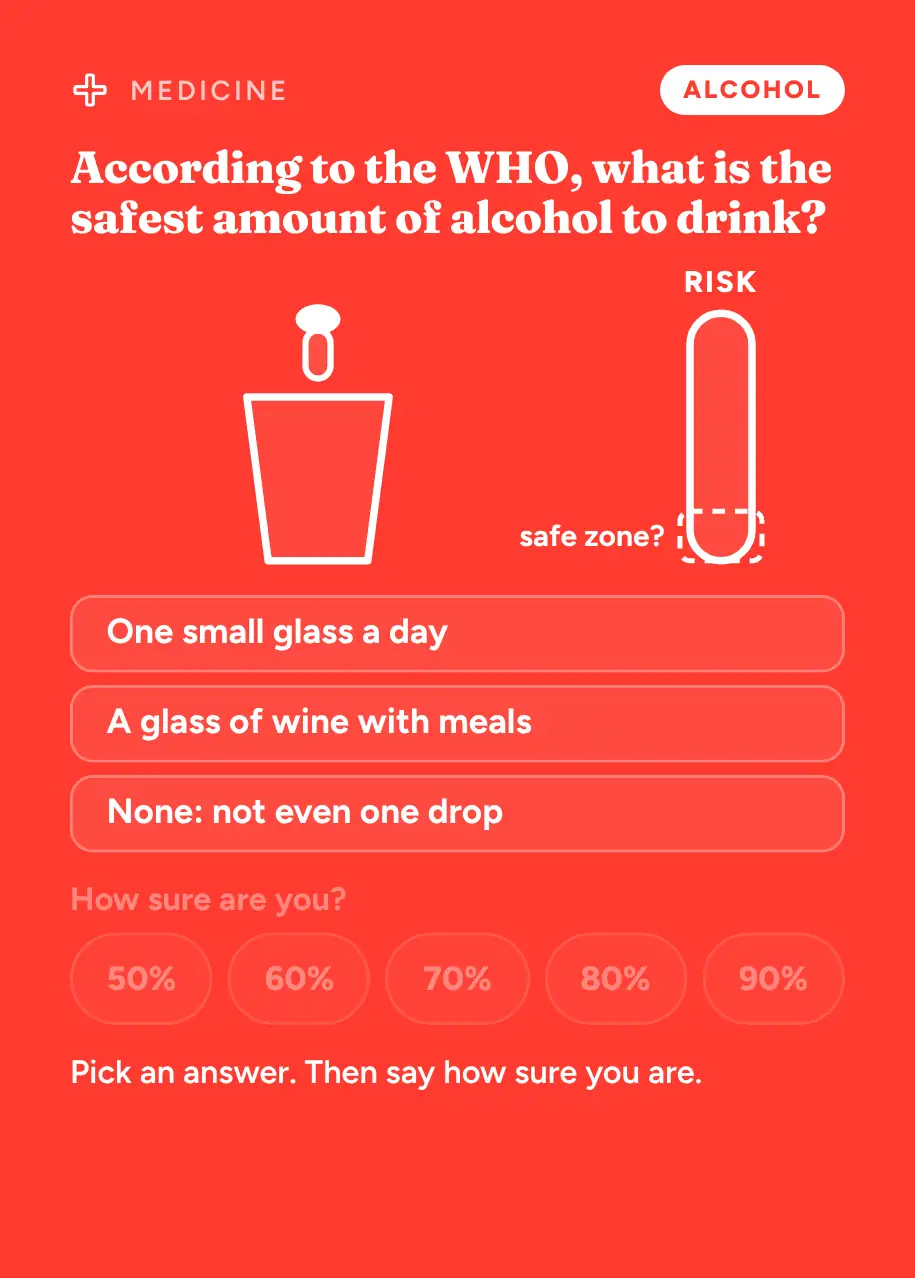 MEDICINE
ALCOHOL
According to the WHO, what is the
safest amount of alcohol to drink?
RISK
safe zone?
One small glass a day
A glass of wine with meals
None: not even one drop
How sure are you?
50% 60% 70% 80% 90%
Pick an answer. Then say how sure you are.